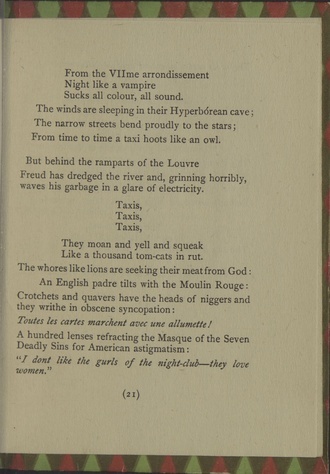 From the VIIme arrondissement
Night like a vampire
Sucks all colour, all sound.
The winds are sleeping in their Hyperbórean cave;
The narrow streets bend proudly to the stars;
From time to time a taxi hoots like an owl.
But behind the ramparts of the Louvre
Freud has dredged the river and, grinning horribly,
waves his garbage in a glare of electricity.
Taxis,
Taxis,
Taxis,
They moan and yell and squeak
Like a thousand tom-cats in rut.
The whores like lions are seeking their meat from God:
An English padre tilts with the Moulin Rouge:
Crotchets and quavers have the heads of niggers and
they writhe in obscene syncopation:
Toutes les cartes marchent avec une allumette!
A hundred lenses refracting the Masque of the Seven
Deadly Sins for American astigmatism:
"I dont like the gurls of the night-club—they love
women."
(21)